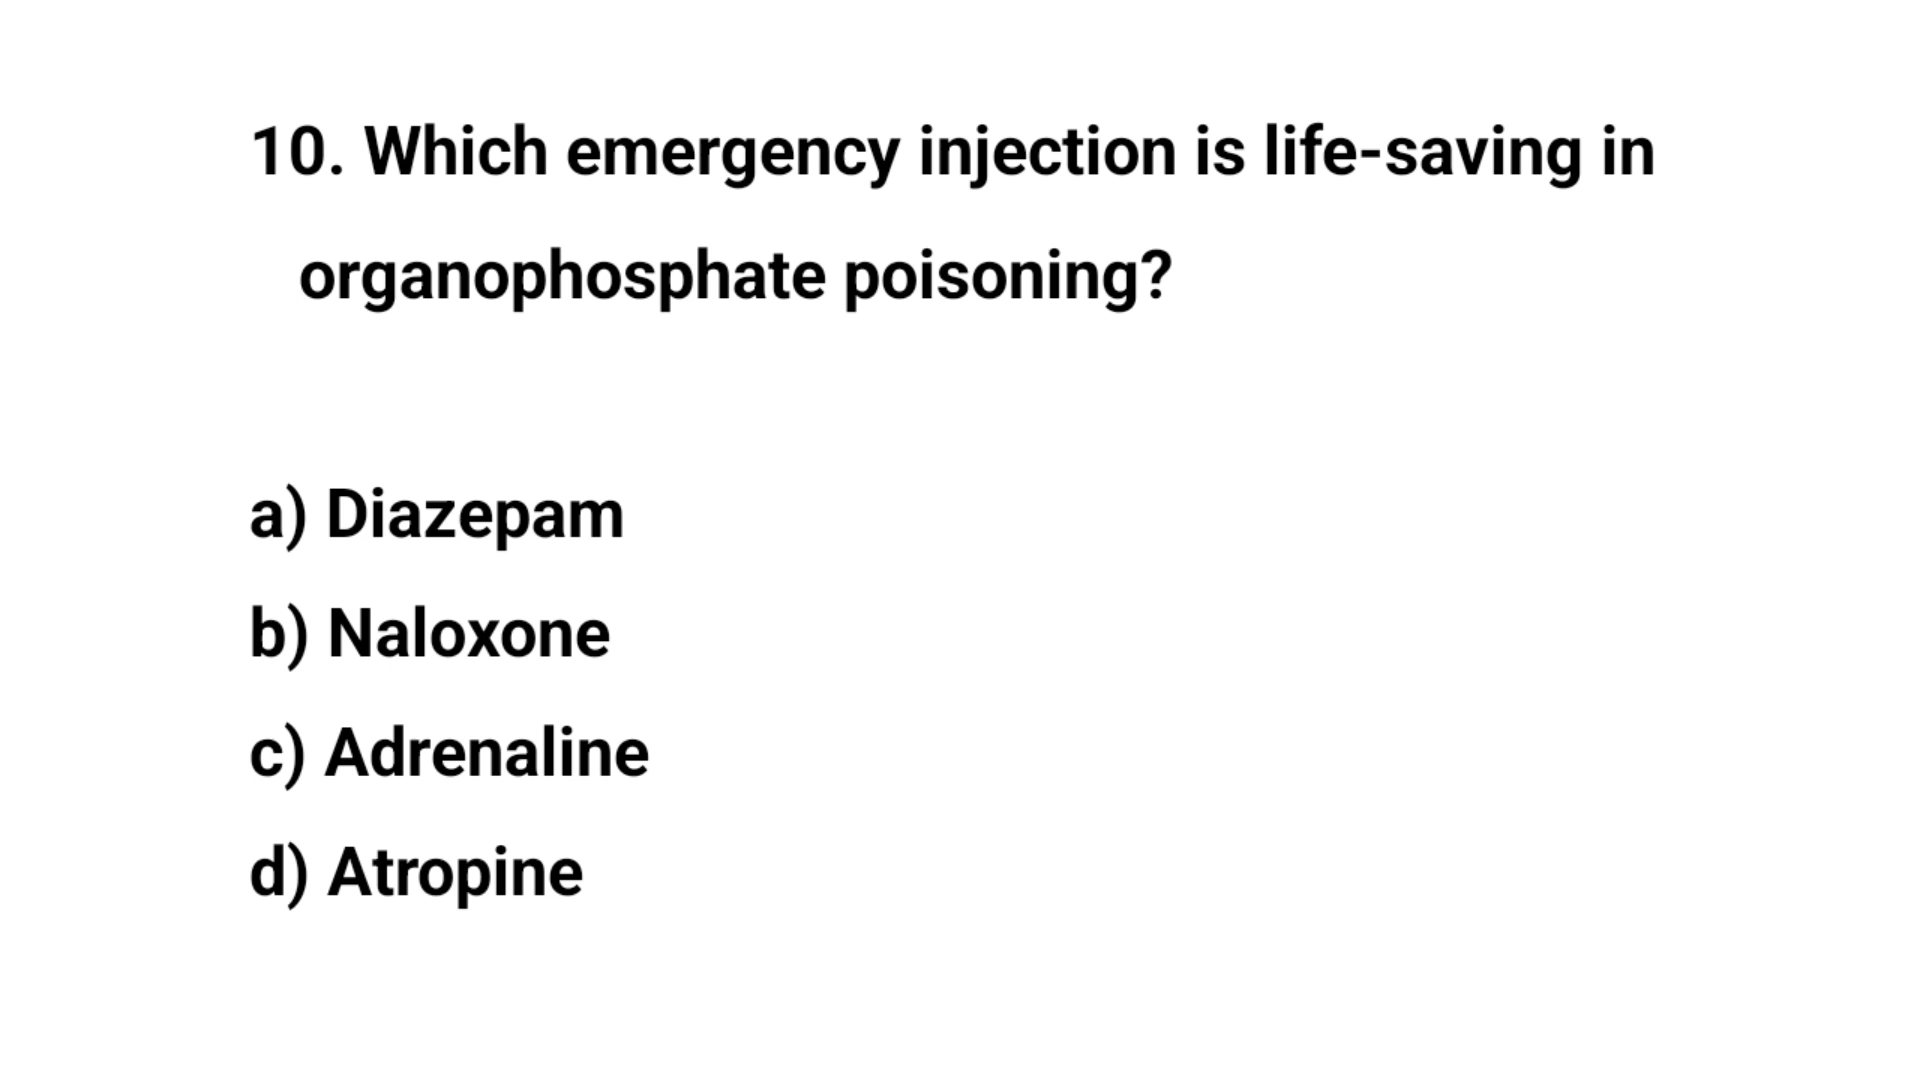 10. Which emergency injection is life-saving in
organophosphate poisoning?
a) Diazepam
b) Naloxone
c) Adrenaline
d) Atropine